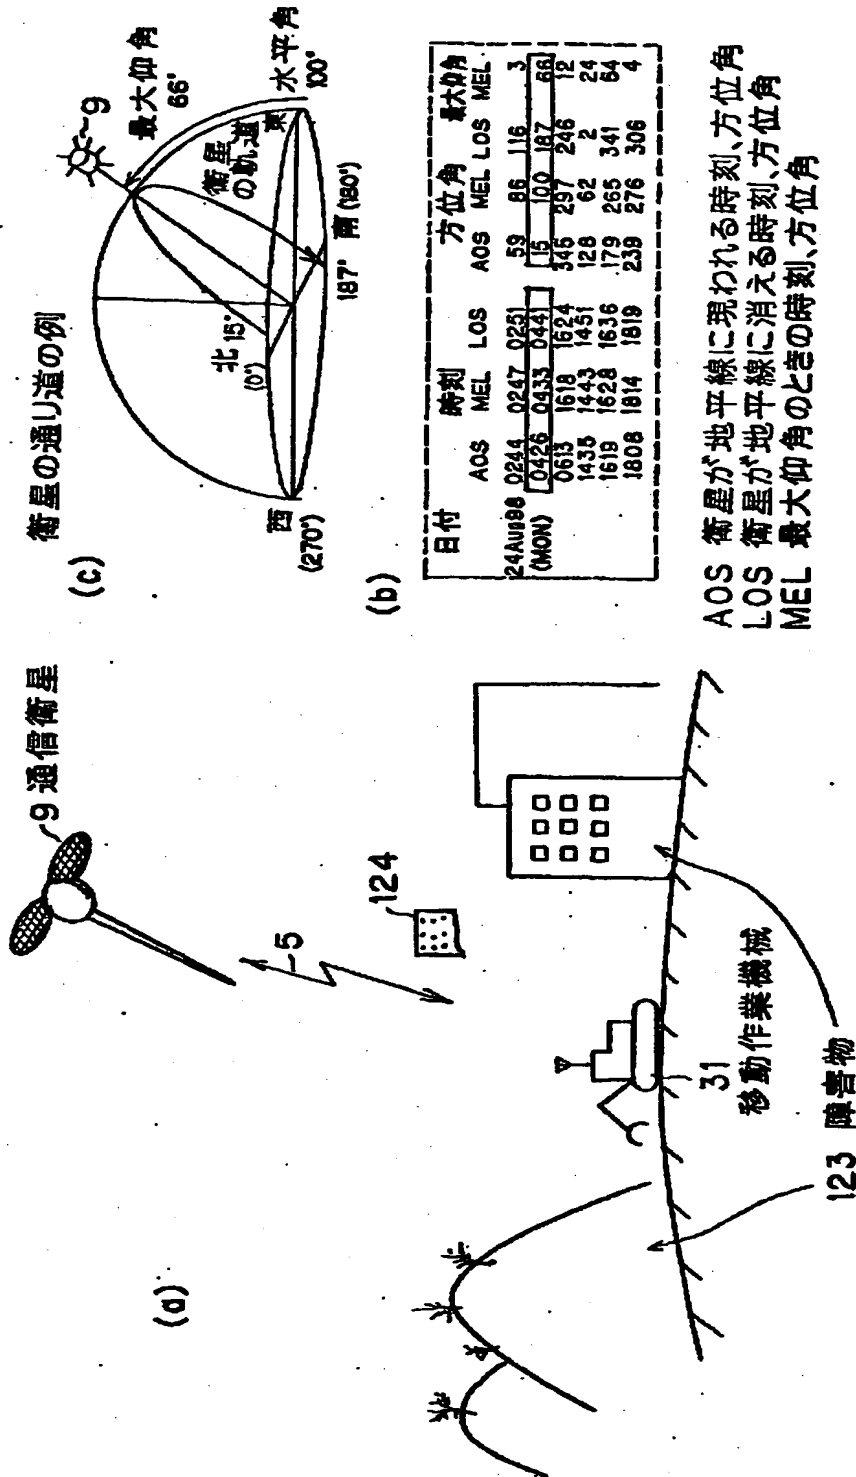 (a)
9 通信衛星
5
124
31
移動作業機械
123 障害物
(c)
衛星の通り道の例
9
最大仰角
66°
衛星
の軌道
東
水平角
100°
北 15°
(0°)
187° 南 (180°)
西
(270°)
(b)
日付 時刻 方位角 最大仰角
AOS MEL LOS AOS MEL LOS MEL
24Aug98 0244 0247 0251 59 86 116 3
(MON) 0426 0433 0441 15 100 187 66
0613 1618 1624 345 297 246 12
1435 1443 1451 128 62 2 24
1619 1628 1636 179 265 341 64
1808 1814 1819 239 276 306 4
AOS 衛星が地平線に現われる時刻、方位角
LOS 衛星が地平線に消える時刻、方位角
MEL 最大仰角のときの時刻、方位角